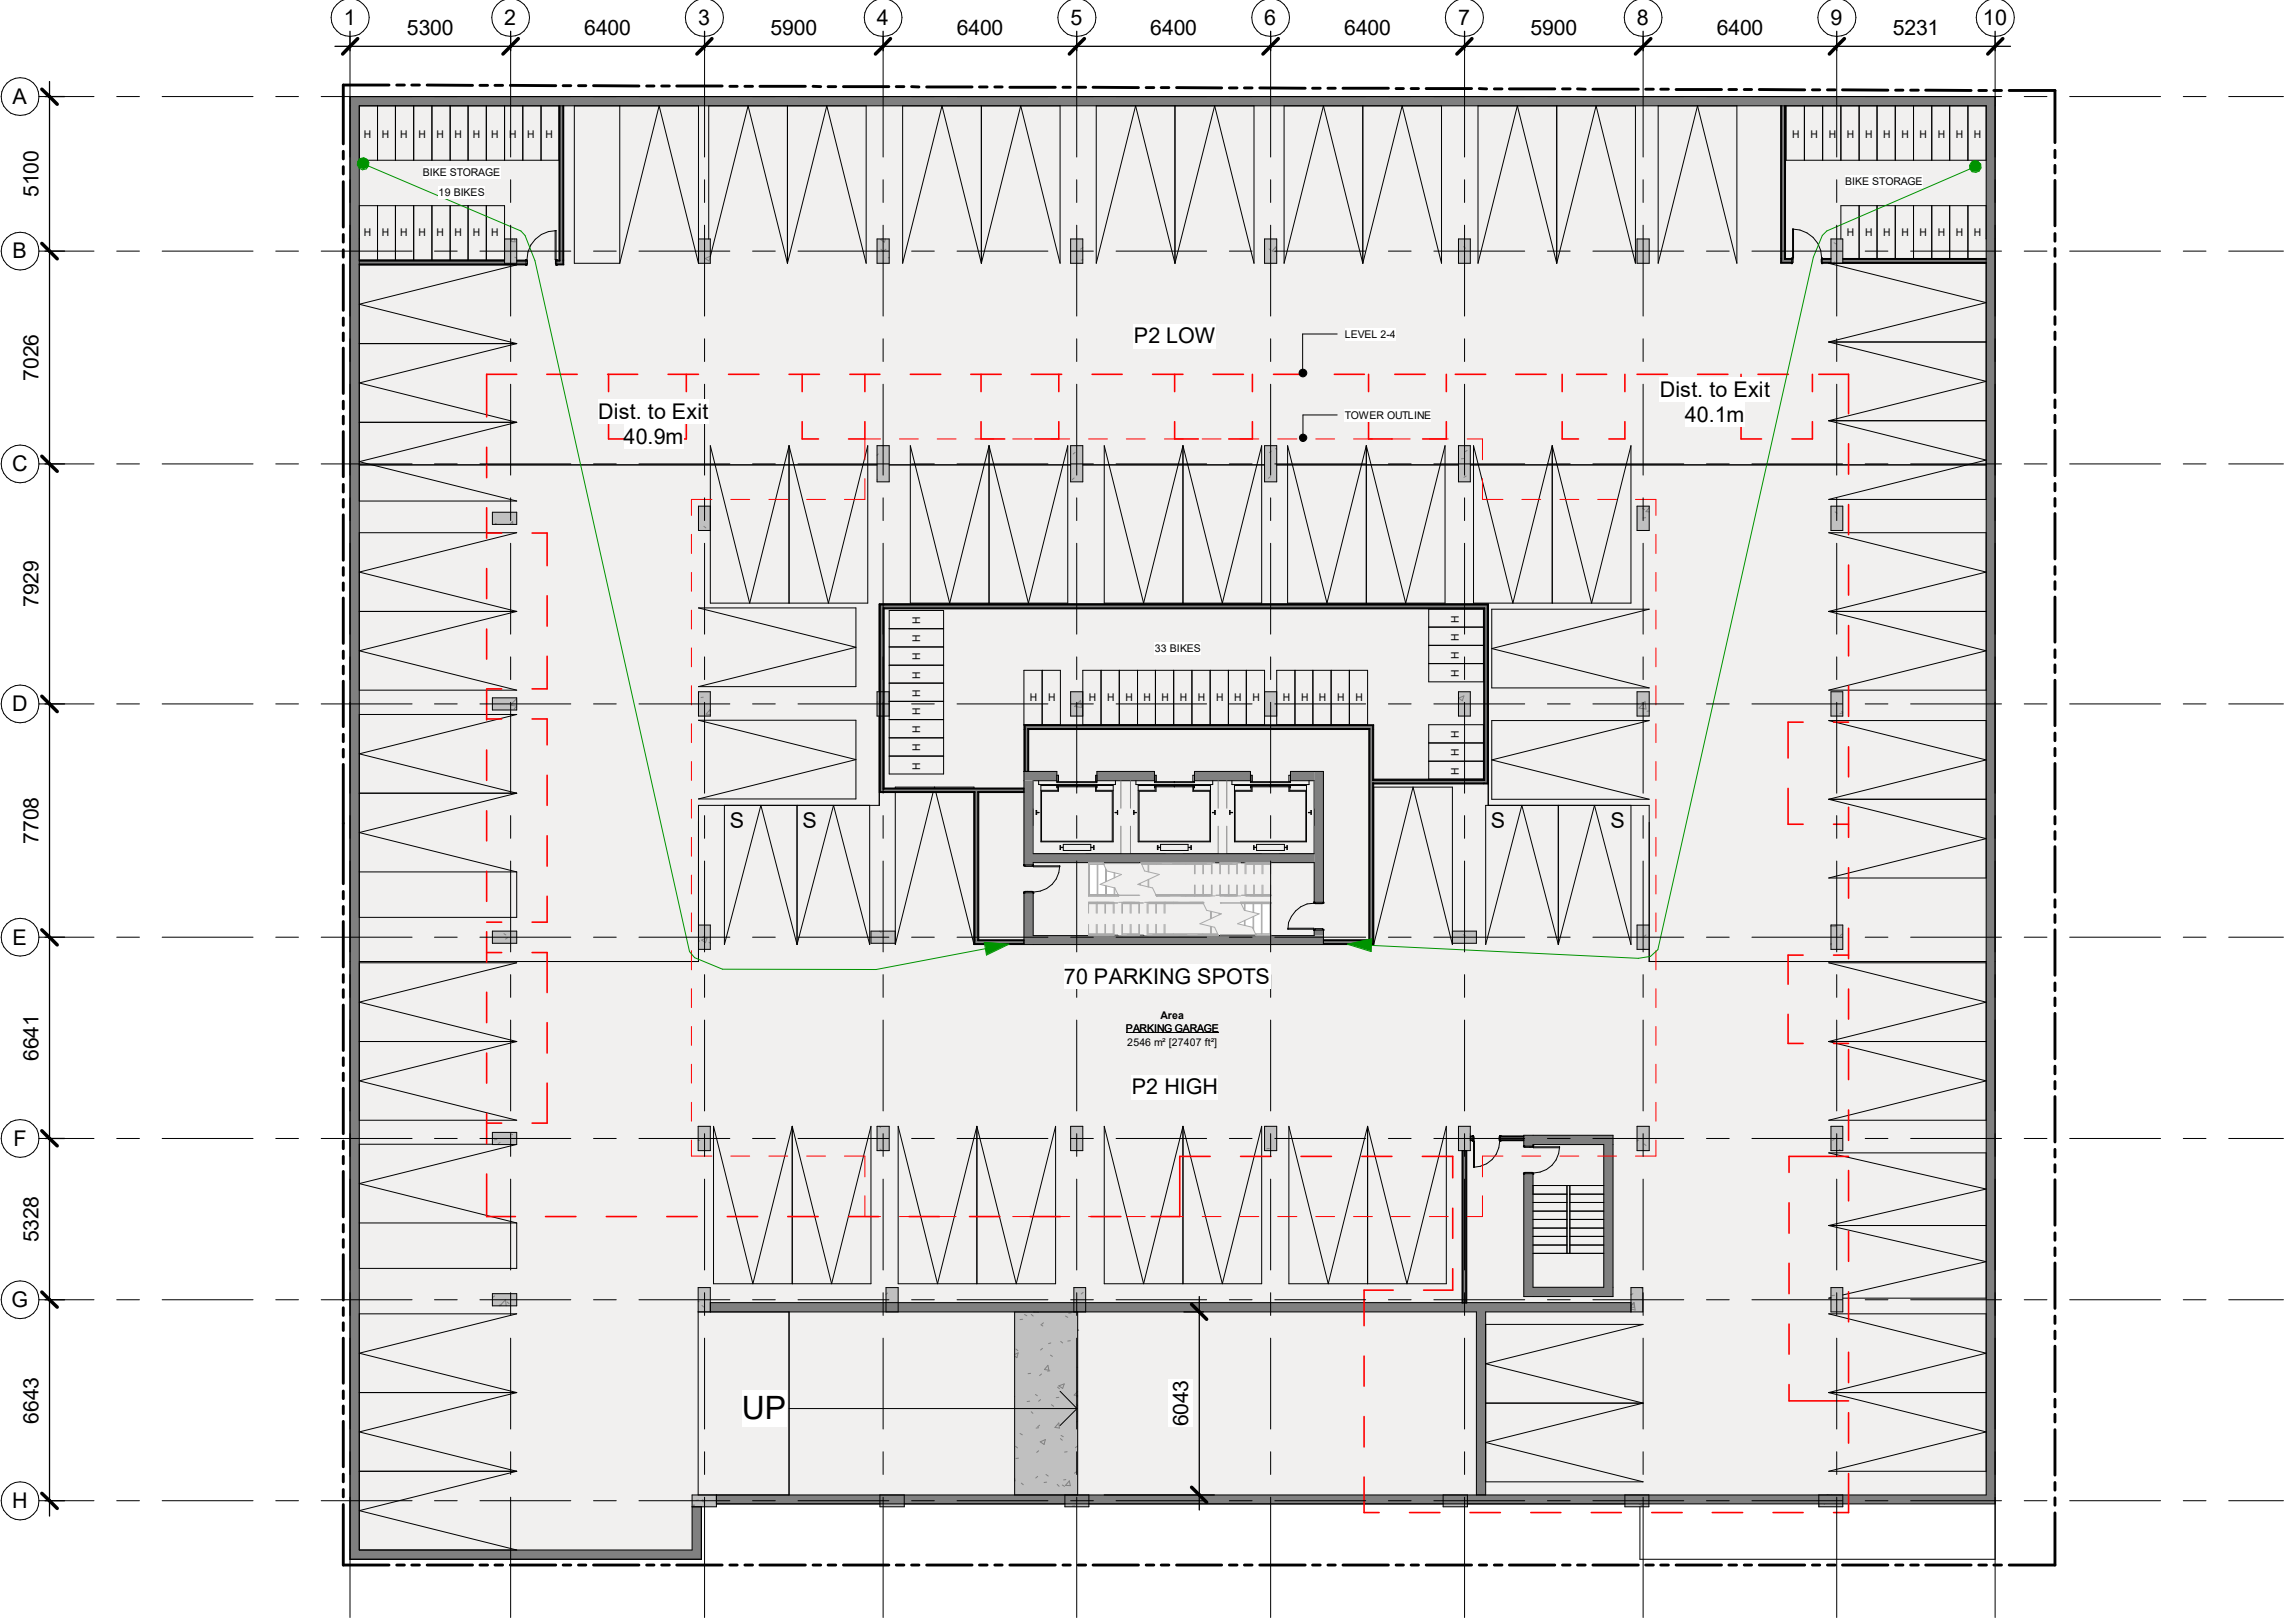 1 2 3 4 5 6 7 8 9 10
5300 6400 5900 6400 6400 6400 5900 6400 5231
A
H H H H H H H H H H H
H H H H H H H H H H H
5100
BIKE STORAGE
19 BIKES
BIKE STORAGE
H H H H H H H H
H H H H H H H H
B
7026
P2 LOW
LEVEL 2-4
Dist. to Exit
40.9m
Dist. to Exit
40.1m
TOWER OUTLINE
C
7929
H H H H H H H H H
33 BIKES
H H H H
H H H H H H H H H H H H H H H H H
H H H
D
7708
S S S S
E
70 PARKING SPOTS
Area
PARKING GARAGE
2546 m² [27407 ft²]
6641
P2 HIGH
F
5328
G
6643
UP
6043
H